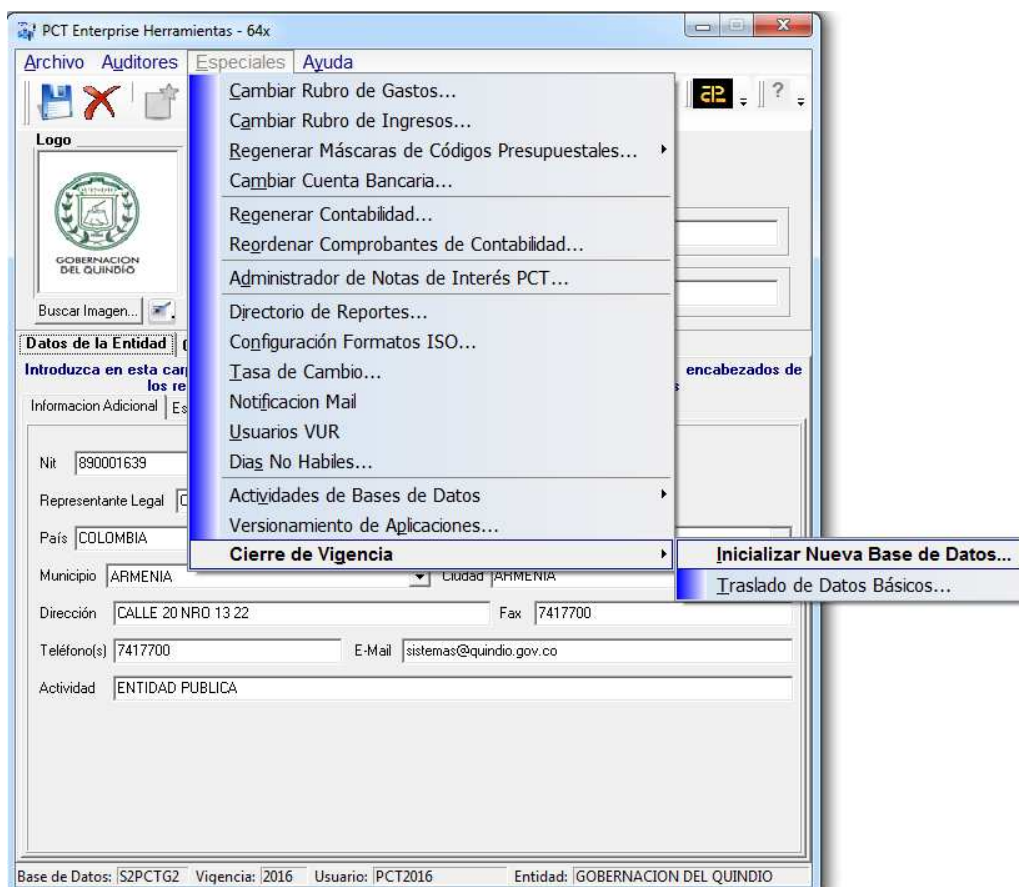 PCT Enterprise Herramientas - 64x
Archivo Auditores Especiales Ayuda
Cambiar Rubro de Gastos...
Cambiar Rubro de Ingresos...
Regenerar Máscaras de Códigos Presupuestales...
Cambiar Cuenta Bancaria...
Regenerar Contabilidad...
Reordenar Comprobantes de Contabilidad...
Administrador de Notas de Interés PCT...
Directorio de Reportes...
Configuración Formatos ISO...
Tasa de Cambio...
Notificacion Mail
Usuarios VUR
Dias No Habiles...
Actividades de Bases de Datos
Versionamiento de Aplicaciones...
Cierre de Vigencia
Inicializar Nueva Base de Datos...
Traslado de Datos Básicos...
?
Logo
QUINDIO
GOBERNACION
DEL QUINDÍO
Buscar Imagen...
Datos de la Entidad
Introduzca en esta encabezados de
los
Informacion Adicional Es
Nit 890001639
Representante Legal
País COLOMBIA
Municipio ARMENIA Ciudad ARMENIA
Dirección CALLE 20 NRO 13 22 Fax 7417700
Teléfono(s) 7417700 E-Mail sistemas@quindio.gov.co
Actividad ENTIDAD PUBLICA
Base de Datos: S2PCTG2 Vigencia: 2016 Usuario: PCT2016 Entidad: GOBERNACION DEL QUINDIO